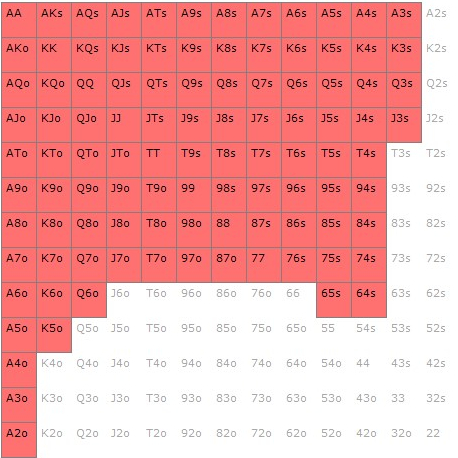 AA AKs AQs AJs ATs A9s A8s A7s A6s A5s A4s A3s A2s
AKo KK KQs KJs KTs K9s K8s K7s K6s K5s K4s K3s K2s
AQo KQo QQ QJs QTs Q9s Q8s Q7s Q6s Q5s Q4s Q3s Q2s
AJo KJo QJo JJ JTs J9s J8s J7s J6s J5s J4s J3s J2s
ATo KTo QTo JTo TT T9s T8s T7s T6s T5s T4s T3s T2s
A9o K9o Q9o J9o T9o 99 98s 97s 96s 95s 94s 93s 92s
A8o K8o Q8o J8o T8o 98o 88 87s 86s 85s 84s 83s 82s
A7o K7o Q7o J7o T7o 97o 87o 77 76s 75s 74s 73s 72s
A6o K6o Q6o J6o T6o 96o 86o 76o 66 65s 64s 63s 62s
A5o K5o Q5o J5o T5o 95o 85o 75o 65o 55 54s 53s 52s
A4o K4o Q4o J4o T4o 94o 84o 74o 64o 54o 44 43s 42s
A3o K3o Q3o J3o T3o 93o 83o 73o 63o 53o 43o 33 32s
A2o K2o Q2o J2o T2o 92o 82o 72o 62o 52o 42o 32o 22